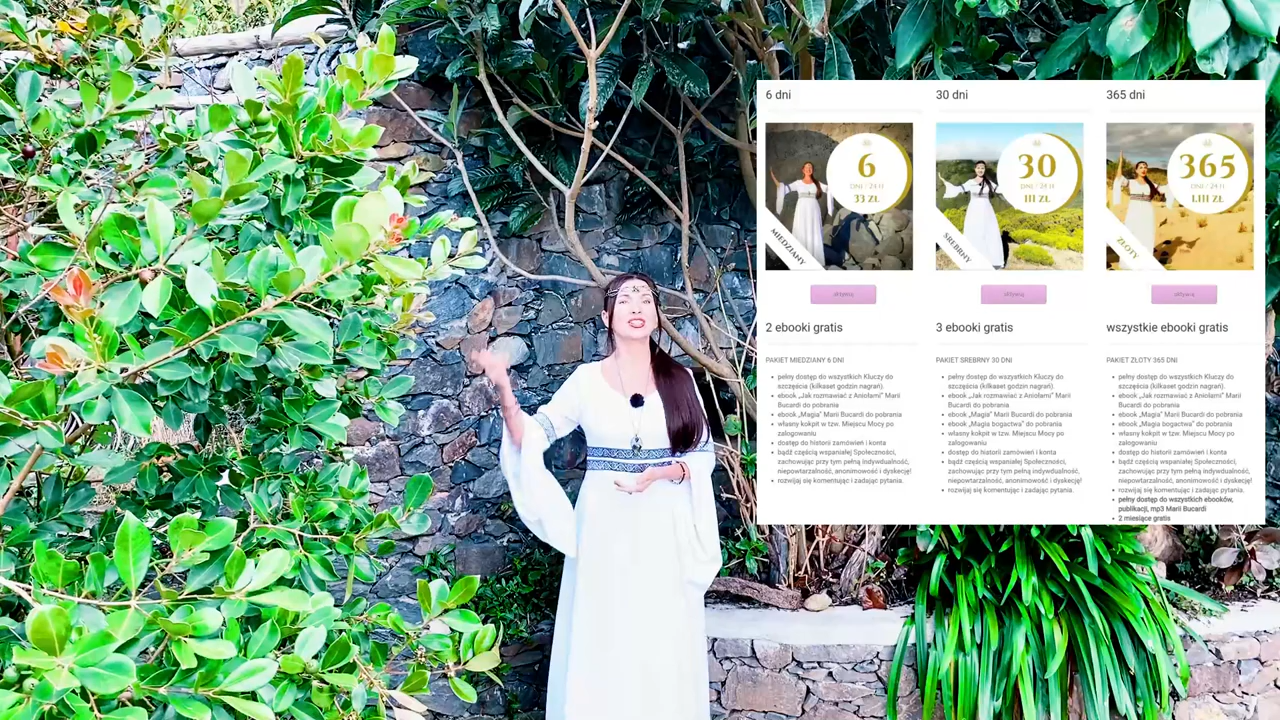 6 dni
6
DNI / 24 H
33 ZŁ
MIEDZIANY
aktywuj
2 ebooki gratis
PAKIET MIEDZIANY 6 DNI
pełny dostęp do wszystkich Kluczy do
szczęścia (kilkaset godzin nagrań).
ebook „Jak rozmawiać z Aniołami” Marii
Bucardi do pobrania
ebook „Magia” Marii Bucardi do pobrania
własny kokpit w tzw. Miejscu Mocy po
zalogowaniu
dostęp do historii zamówień i konta
bądź częścią wspaniałej Społeczności,
zachowując przy tym pełną indywdualność,
niepowtarzalność, anonimowość i dyskecję!
rozwijaj się komentując i zadając pytania.
30 dni
30
DNI / 24 H
111 ZŁ
SREBRNY
aktywuj
3 ebooki gratis
PAKIET SREBRNY 30 DNI
pełny dostęp do wszystkich Kluczy do
szczęścia (kilkaset godzin nagrań).
ebook „Jak rozmawiać z Aniołami” Marii
Bucardi do pobrania
ebook „Magia” Marii Bucardi do pobrania
ebook „Magia bogactwa” do pobrania
własny kokpit w tzw. Miejscu Mocy po
zalogowaniu
dostęp do historii zamówień i konta
bądź częścią wspaniałej Społeczności,
zachowując przy tym pełną indywdualność,
niepowtarzalność, anonimowość i dyskecję!
rozwijaj się komentując i zadając pytania.
365 dni
365
DNI / 24 H
1.111 ZŁ
ZŁOTY
aktywuj
wszystkie ebooki gratis
PAKIET ZŁOTY 365 DNI
pełny dostęp do wszystkich Kluczy do
szczęścia (kilkaset godzin nagrań).
ebook „Jak rozmawiać z Aniołami” Marii
Bucardi do pobrania
ebook „Magia” Marii Bucardi do pobrania
ebook „Magia bogactwa” do pobrania
własny kokpit w tzw. Miejscu Mocy po
zalogowaniu
dostęp do historii zamówień i konta
bądź częścią wspaniałej Społeczności,
zachowując przy tym pełną indywdualność,
niepowtarzalność, anonimowość i dyskecję!
rozwijaj się komentując i zadając pytania.
pełny dostęp do wszystkich ebooków,
publikacji, mp3 Marii Bucardi
2 miesiące gratis